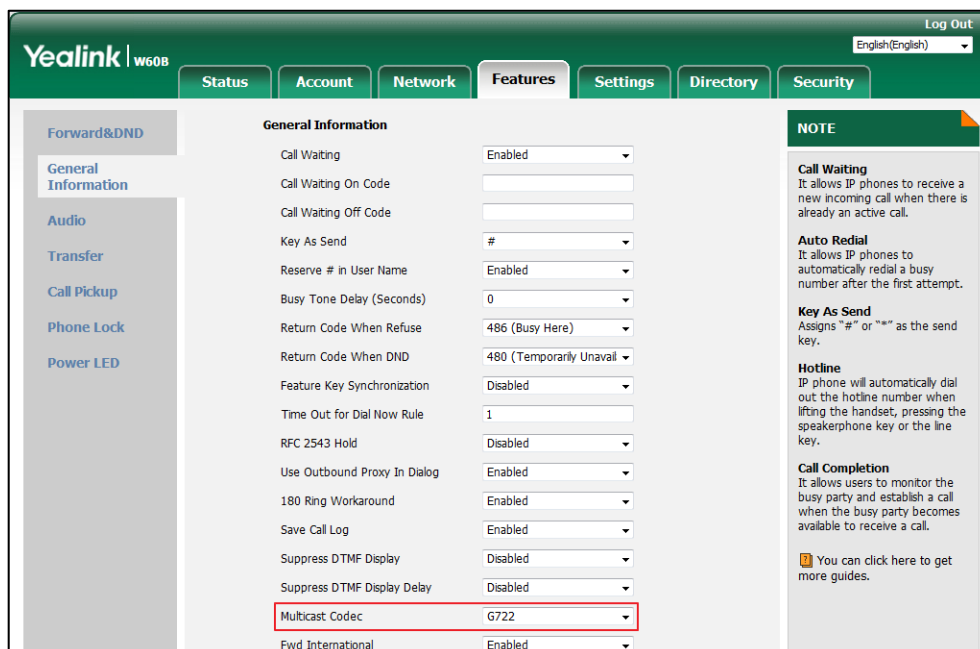 Log Out
Yealink | W60B
English(English)
Status Account Network Features Settings Directory Security
Forward&DND
General
Information
Audio
Transfer
Call Pickup
Phone Lock
Power LED
General Information
Call Waiting Enabled
Call Waiting On Code
Call Waiting Off Code
Key As Send #
Reserve # in User Name Enabled
Busy Tone Delay (Seconds) 0
Return Code When Refuse 486 (Busy Here)
Return Code When DND 480 (Temporarily Unavail
Feature Key Synchronization Disabled
Time Out for Dial Now Rule 1
RFC 2543 Hold Disabled
Use Outbound Proxy In Dialog Enabled
180 Ring Workaround Enabled
Save Call Log Enabled
Suppress DTMF Display Disabled
Suppress DTMF Display Delay Disabled
Multicast Codec G722
Fwd International Enabled
NOTE
Call Waiting
It allows IP phones to receive a
new incoming call when there is
already an active call.
Auto Redial
It allows IP phones to
automatically redial a busy
number after the first attempt.
Key As Send
Assigns "#" or "*" as the send
key.
Hotline
IP phone will automatically dial
out the hotline number when
lifting the handset, pressing the
speakerphone key or the line
key.
Call Completion
It allows users to monitor the
busy party and establish a call
when the busy party becomes
available to receive a call.
You can click here to get
more guides.